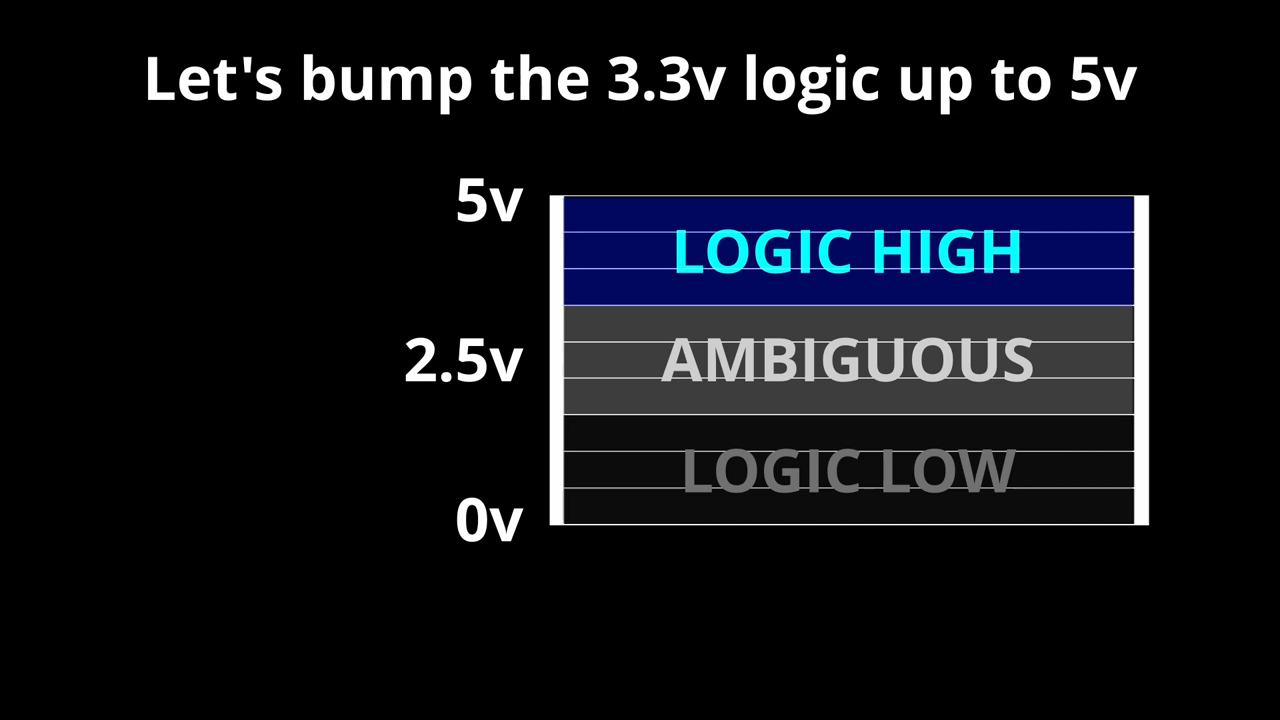 Let's bump the 3.3v logic up to 5v
5v
LOGIC HIGH
2.5v
AMBIGUOUS
LOGIC LOW
0v